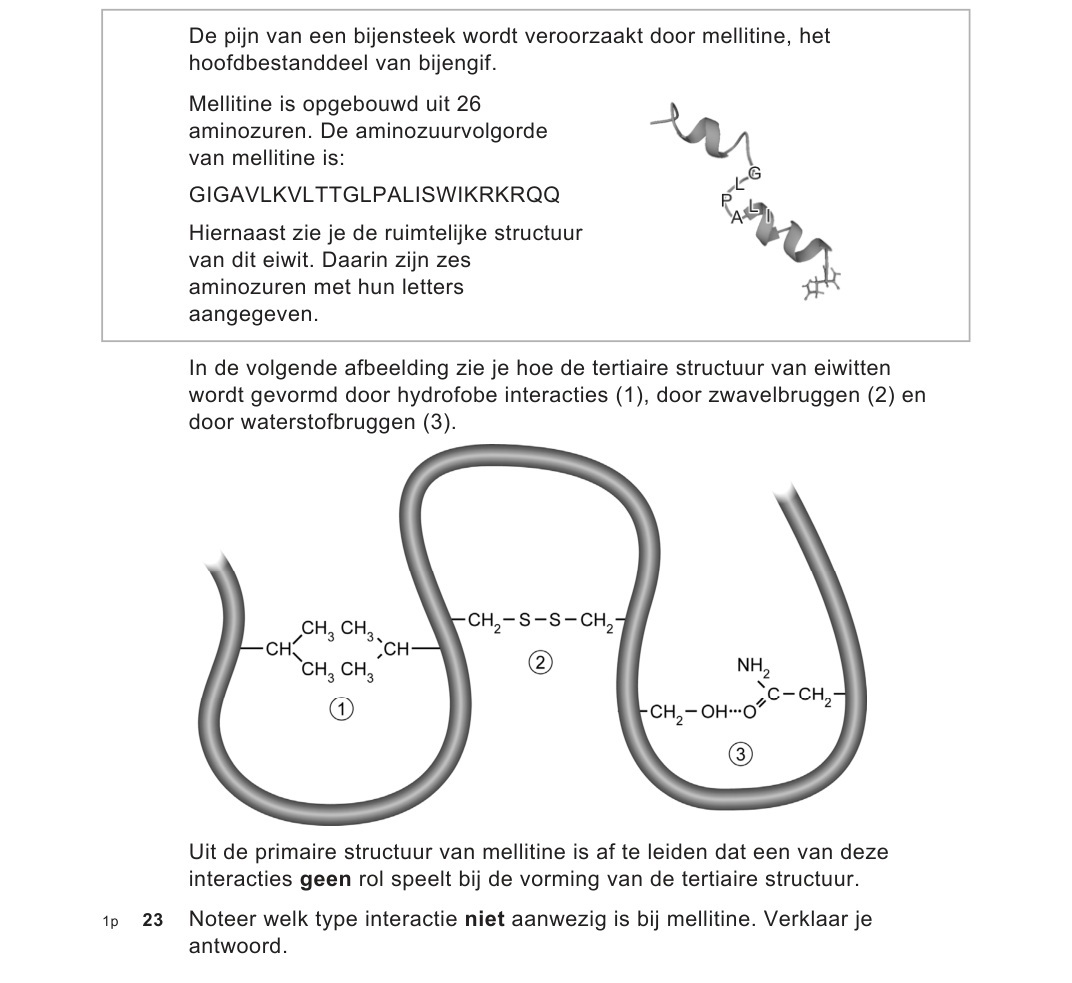 De pijn van een bijensteek wordt veroorzaakt door mellitine, het
hoofdbestanddeel van bijengif.
Mellitine is opgebouwd uit 26
aminozuren. De aminozuurvolgorde
van mellitine is:
GIGAVLKVLTTGLPALISWIKRKRQQ
Hiernaast zie je de ruimtelijke structuur
van dit eiwit. Daarin zijn zes
aminozuren met hun letters
aangegeven.
G
L
P
A
L
I
In de volgende afbeelding zie je hoe de tertiaire structuur van eiwitten
wordt gevormd door hydrofobe interacties (1), door zwavelbruggen (2) en
door waterstofbruggen (3).
CH3 CH3
CH CH
CH3 CH3
1
CH2-S-S-CH2
2
NH2
C-CH2
CH2-OH···O
3
Uit de primaire structuur van mellitine is af te leiden dat een van deze
interacties geen rol speelt bij de vorming van de tertiaire structuur.
1p 23 Noteer welk type interactie niet aanwezig is bij mellitine. Verklaar je
antwoord.